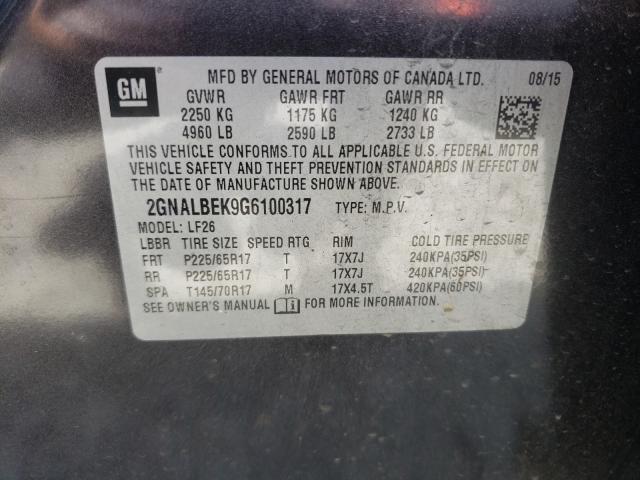 GM MFD BY GENERAL MOTORS OF CANADA LTD. 08/15
GVWR GAWR FRT GAWR RR
2250 KG 1175 KG 1240 KG
4960 LB 2590 LB 2733 LB
THIS VEHICLE CONFORMS TO ALL APPLICABLE U.S. FEDERAL MOTOR
VEHICLE SAFETY AND THEFT PREVENTION STANDARDS IN EFFECT ON
THE DATE OF MANUFACTURE SHOWN ABOVE.
2GNALBEK9G6100317 TYPE: M.P.V.
MODEL: LF26
LBBR TIRE SIZE SPEED RTG RIM COLD TIRE PRESSURE
FRT P225/65R17 T 17X7J 240KPA(35PSI)
RR P225/65R17 T 17X7J 240KPA(35PSI)
SPA T145/70R17 M 17X4.5T 420KPA(60PSI)
SEE OWNER'S MANUAL FOR MORE INFORMATION.